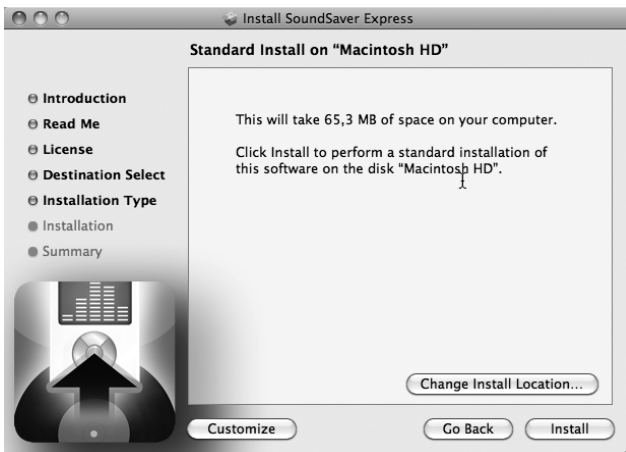 Install SoundSaver Express
Standard Install on “Macintosh HD”
Introduction
Read Me
License
Destination Select
Installation Type
Installation
Summary
This will take 65,3 MB of space on your computer.
Click Install to perform a standard installation of
this software on the disk “Macintosh HD”.
Change Install Location...
Customize
Go Back
Install